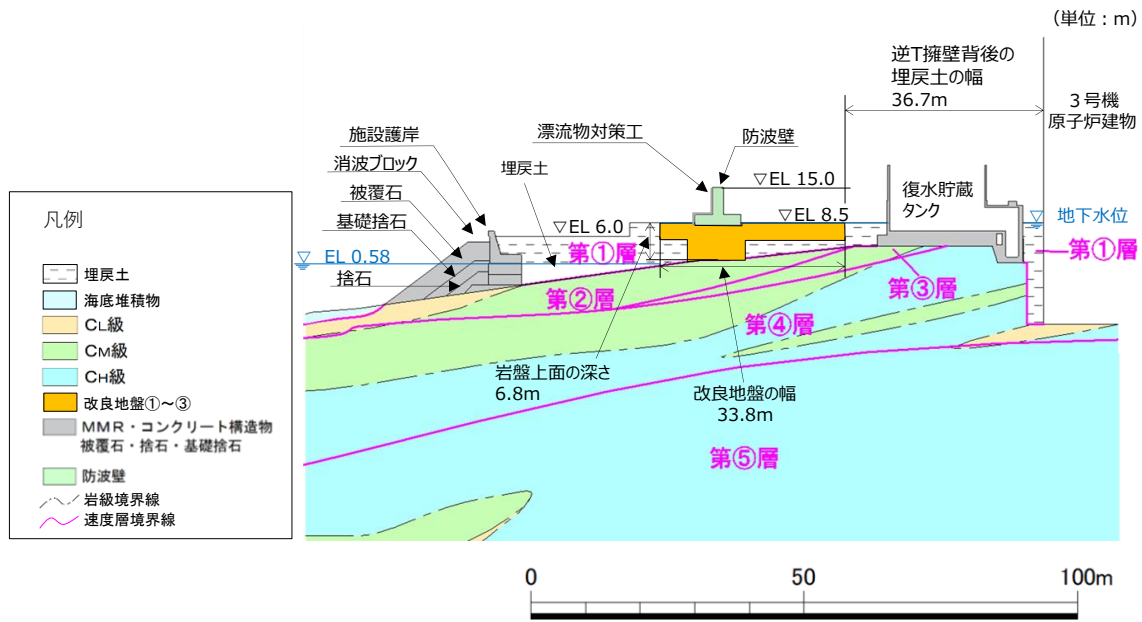 (単位:m)
逆T擁壁背後の
埋戻土の幅
36.7m
3号機
原子炉建物
施設護岸
漂流物対策工
防波壁
消波ブロック
埋戻土
被覆石
▽EL 15.0
復水貯蔵
タンク
基礎捨石
▽EL 6.0
▽EL 8.5
▽
地下水位
EL 0.58
▽
第①層
第①層
捨石
第②層
第③層
第④層
岩盤上面の深さ
6.8m
改良地盤の幅
33.8m
第⑤層
凡例
埋戻土
海底堆積物
CL級
CM級
CH級
改良地盤①~③
MMR・コンクリート構造物
被覆石・捨石・基礎捨石
防波壁
岩級境界線
速度層境界線
0
50
100m